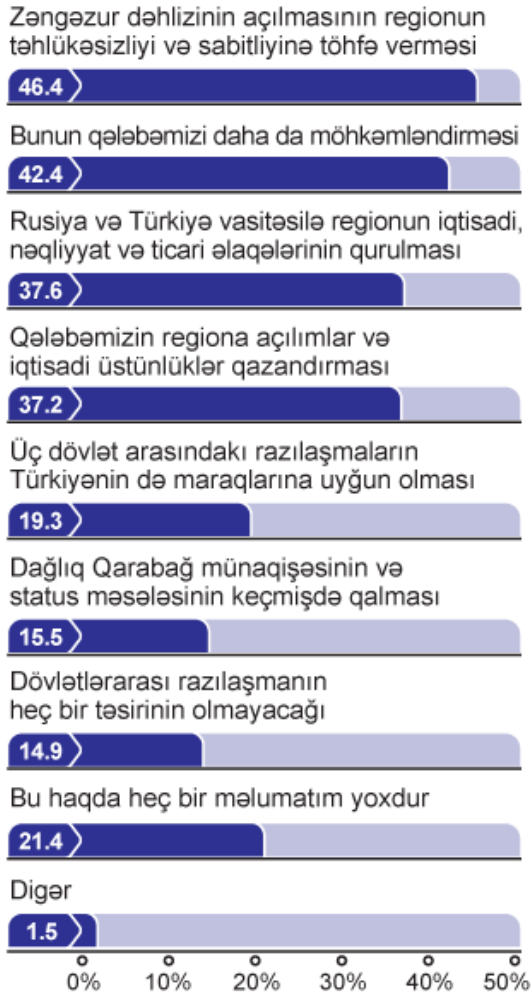 Zəngəzur dəhlizinin açılmasının regionun
təhlükəsizliyi və sabitliyinə töhfə verməsi
46.4
Bunun qələbəmizi daha da möhkəmləndirməsi
42.4
Rusiya və Türkiyə vasitəsilə regionun iqtisadi,
nəqliyyat və ticari əlaqələrinin qurulması
37.6
Qələbəmizin regiona açılımlar və
iqtisadi üstünlüklər qazandırması
37.2
Üç dövlət arasındakı razılaşmaların
Türkiyənin də maraqlarına uyğun olması
19.3
Dağlıq Qarabağ münaqişəsinin və
status məsələsinin keçmişdə qalması
15.5
Dövlətlərarası razılaşmanın
heç bir təsirinin olmayacağı
14.9
Bu haqda heç bir məlumatım yoxdur
21.4
Digər
1.5
0% 10% 20% 30% 40% 50%